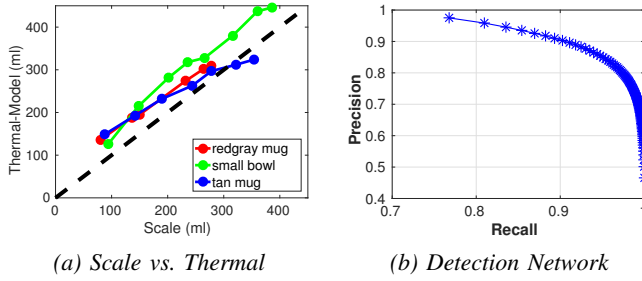 400
300
200
100
0
Thermal-Model (ml)
redgray mug
small bowl
tan mug
0 100 200 300 400
Scale (ml)
(a) Scale vs. Thermal
1
0.9
0.8
0.7
0.6
0.5
0.4
Precision
0.7 0.8 0.9
Recall
(b) Detection Network